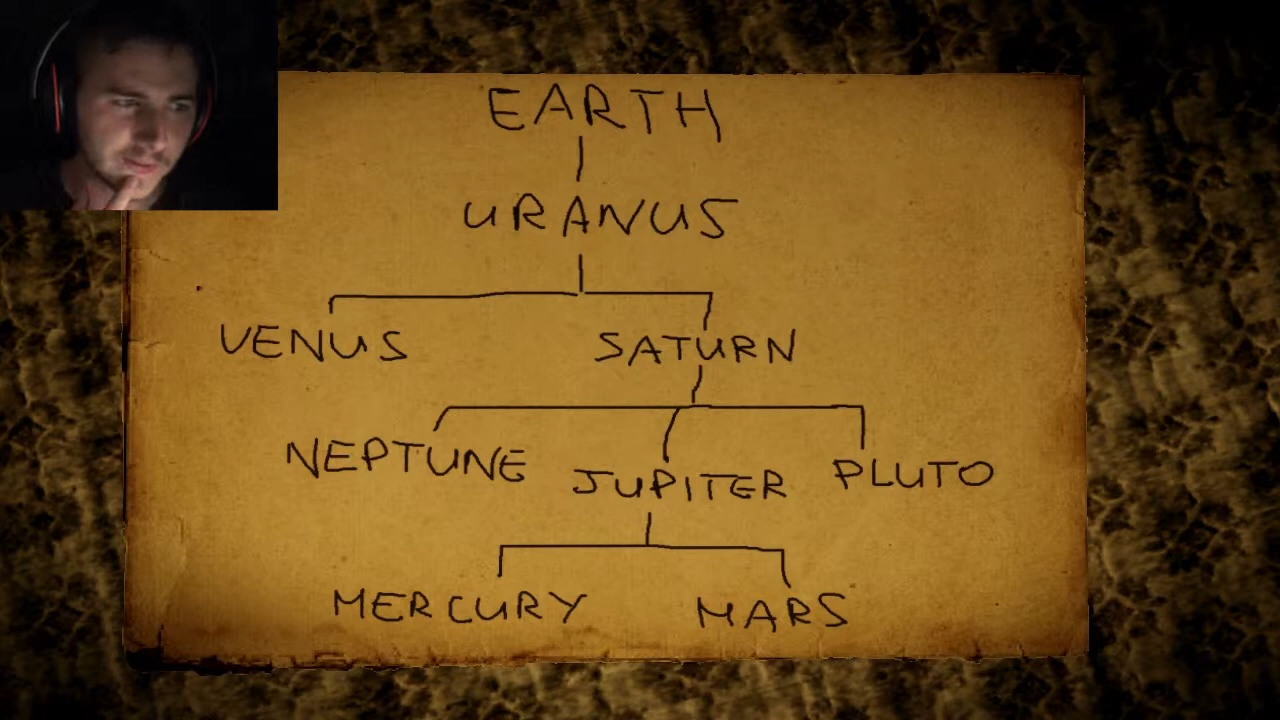 EARTH
URANUS
VENUS SATURN
NEPTUNE JUPITER PLUTO
MERCURY MARS